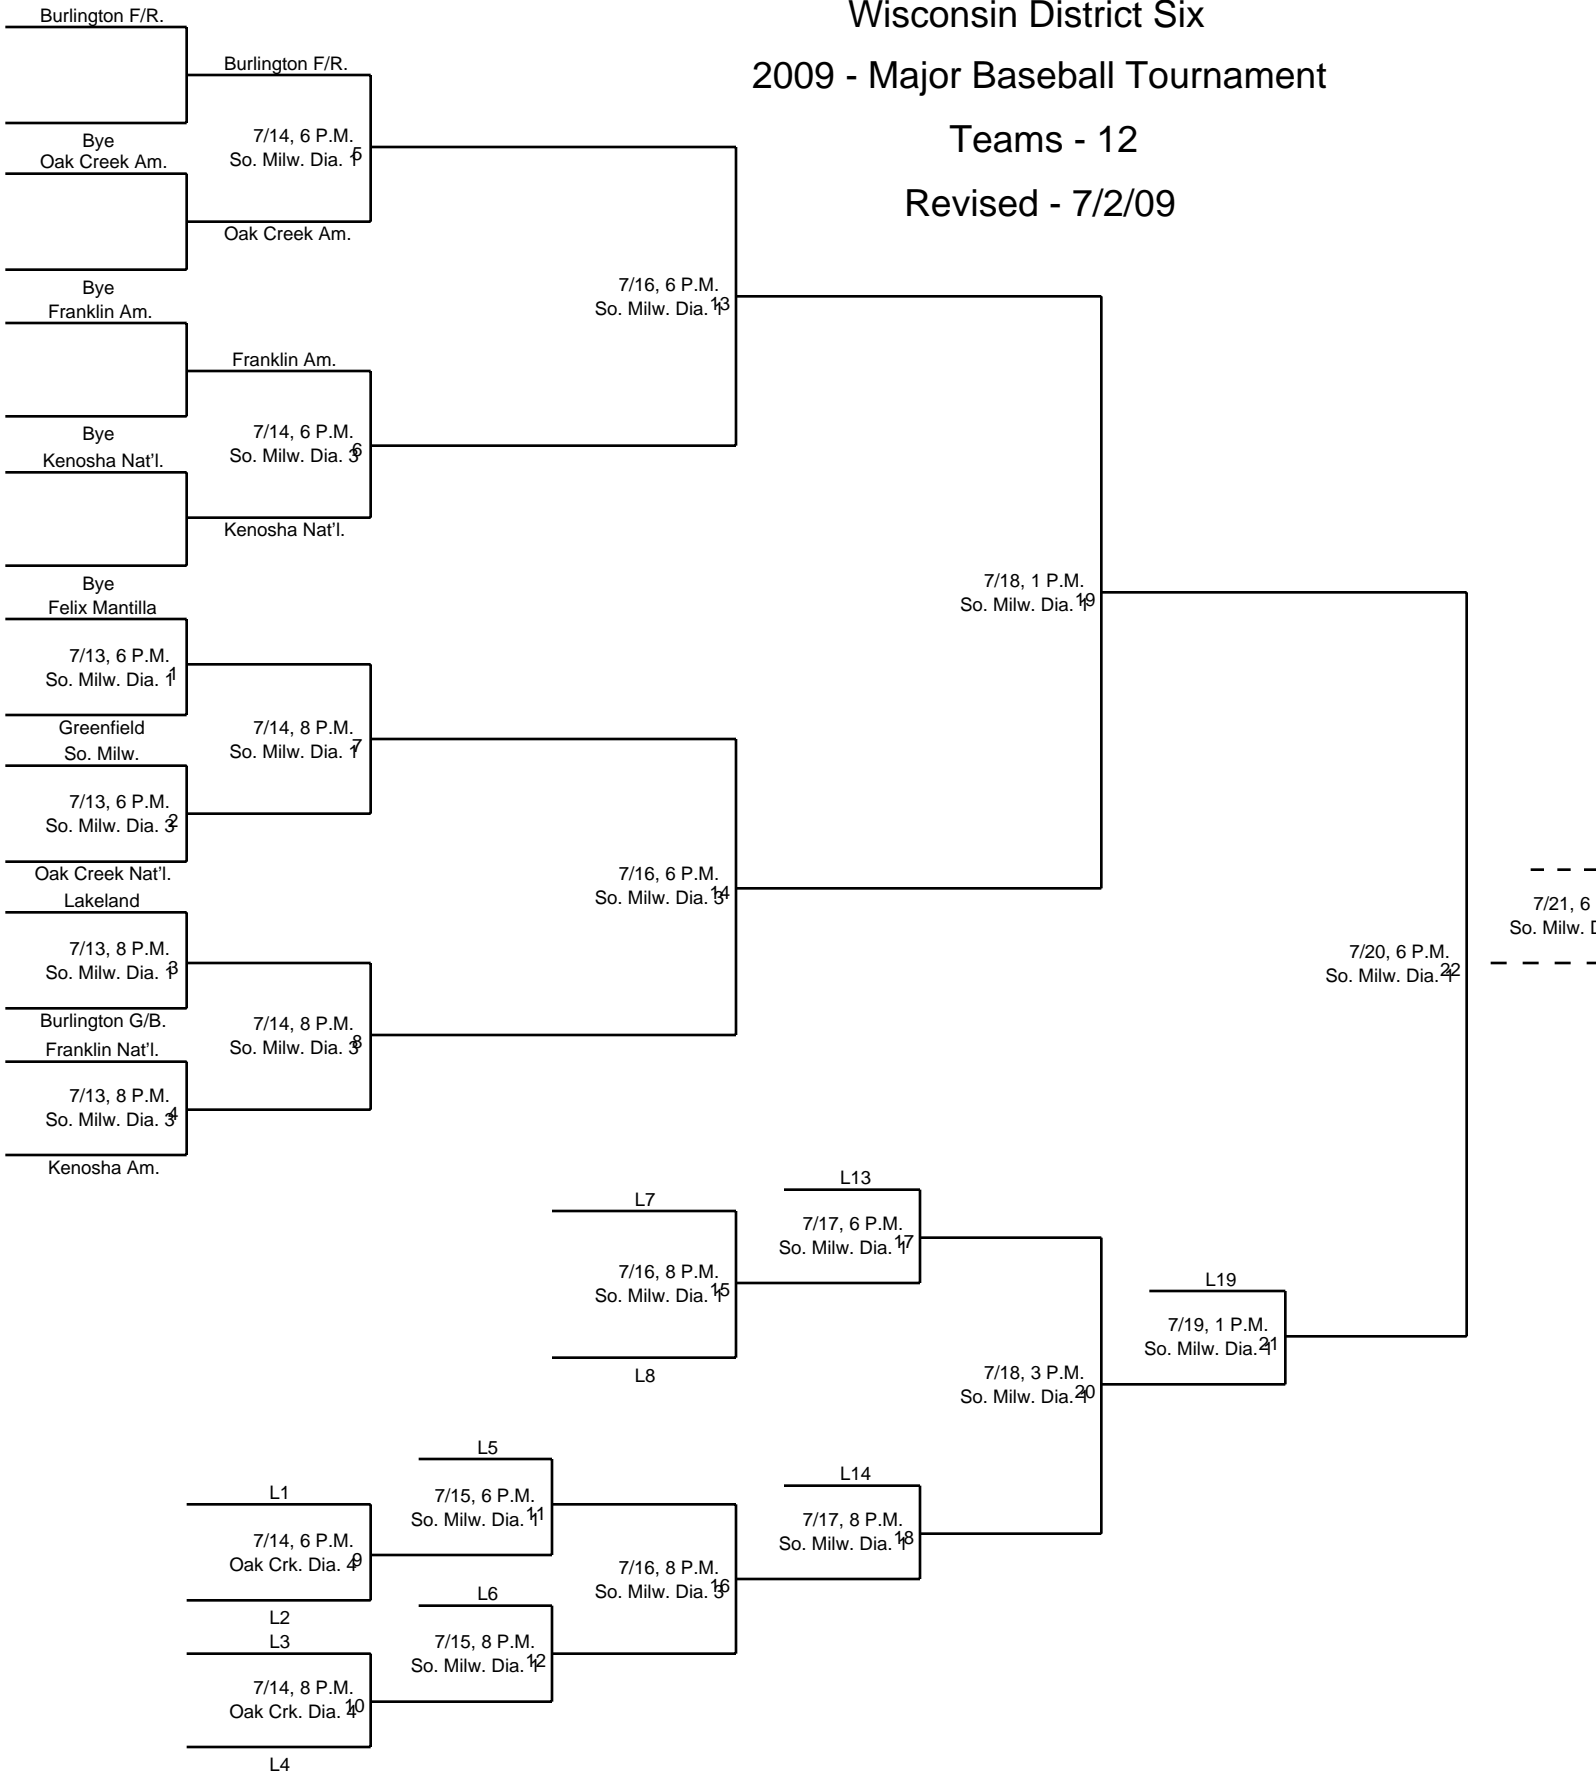 Wisconsin District Six
2009 - Major Baseball Tournament
Teams - 12
Revised - 7/2/09
Burlington F/R.
Bye
Oak Creek Am.
Bye
Franklin Am.
Bye
Kenosha Nat'l.
Bye
Felix Mantilla
7/13, 6 P.M.
So. Milw. Dia. 1
1
Greenfield
So. Milw.
7/13, 6 P.M.
So. Milw. Dia. 3
2
Oak Creek Nat'l.
Lakeland
7/13, 8 P.M.
So. Milw. Dia. 1
3
Burlington G/B.
Franklin Nat'l.
7/13, 8 P.M.
So. Milw. Dia. 3
4
Kenosha Am.
Burlington F/R.
7/14, 6 P.M.
So. Milw. Dia. 1
5
Oak Creek Am.
Franklin Am.
7/14, 6 P.M.
So. Milw. Dia. 3
6
Kenosha Nat'l.
7/14, 8 P.M.
So. Milw. Dia. 1
7
7/14, 8 P.M.
So. Milw. Dia. 3
8
7/16, 6 P.M.
So. Milw. Dia. 1
13
7/16, 6 P.M.
So. Milw. Dia. 3
14
7/18, 1 P.M.
So. Milw. Dia. 1
19
7/20, 6 P.M.
So. Milw. Dia. 1
22
7/21, 6
So. Milw. D
L7
7/16, 8 P.M.
So. Milw. Dia. 1
15
L8
L13
7/17, 6 P.M.
So. Milw. Dia. 1
17
L19
7/19, 1 P.M.
So. Milw. Dia. 1
21
7/18, 3 P.M.
So. Milw. Dia. 1
20
L1
7/14, 6 P.M.
Oak Crk. Dia. 4
9
L2
L3
7/14, 8 P.M.
Oak Crk. Dia. 4
10
L4
L5
7/15, 6 P.M.
So. Milw. Dia. 1
11
L6
7/15, 8 P.M.
So. Milw. Dia. 1
12
7/16, 8 P.M.
So. Milw. Dia. 3
16
L14
7/17, 8 P.M.
So. Milw. Dia. 1
18